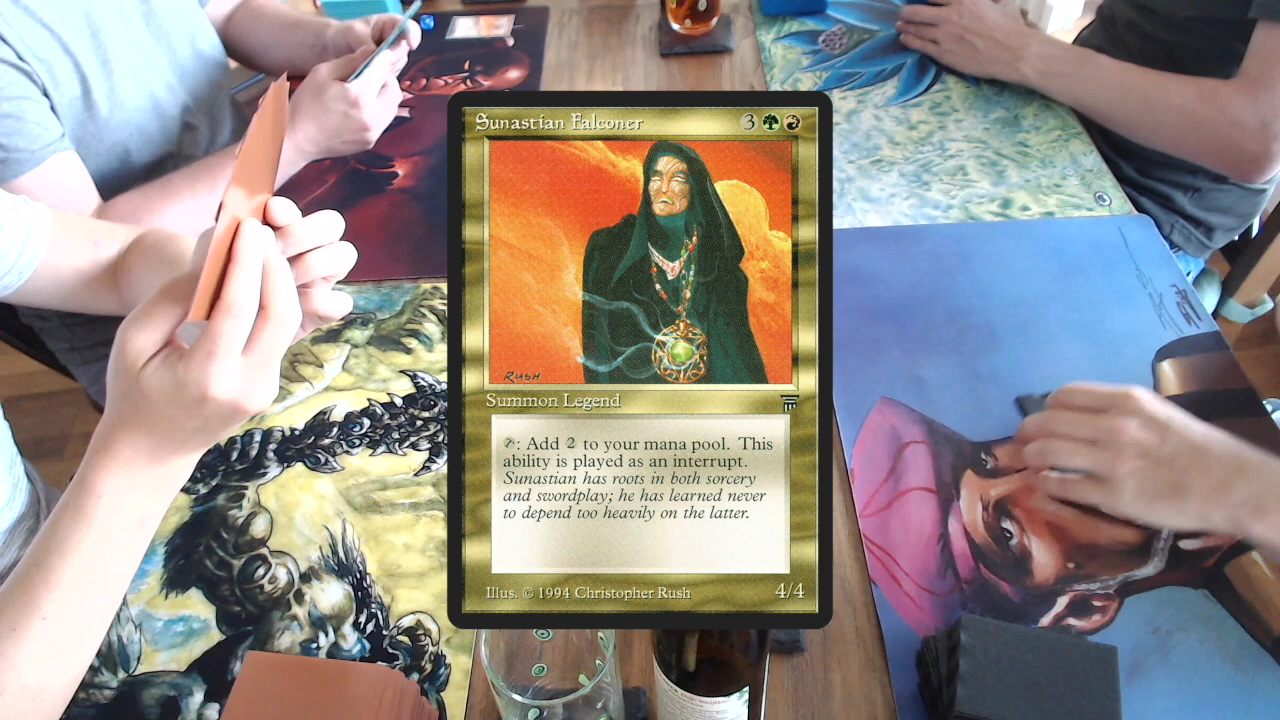 Sunastian Falconer 3
RUSH
Summon Legend
: Add 2 to your mana pool. This
ability is played as an interrupt.
Sunastian has roots in both sorcery
and swordplay; he has learned never
to depend too heavily on the latter.
Illus. © 1994 Christopher Rush 4/4